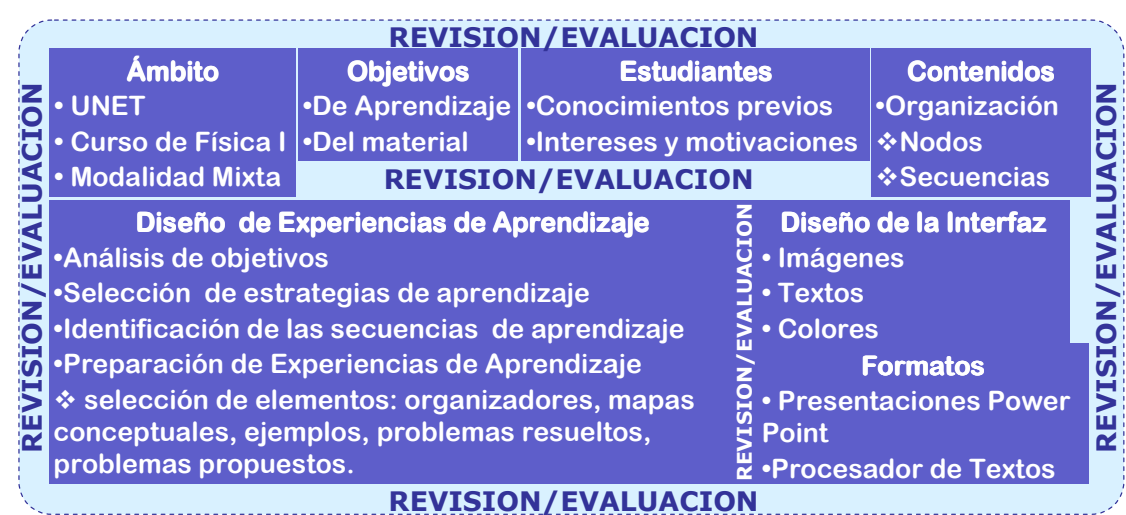 REVISION/EVALUACION
REVISION/EVALUACION
Ámbito
• UNET
• Curso de Física I
• Modalidad Mixta
Objetivos
•De Aprendizaje
•Del material
Estudiantes
•Conocimientos previos
•Intereses y motivaciones
Contenidos
•Organización
❖Nodos
❖Secuencias
REVISION/EVALUACION
REVISION/EVALUACION
Diseño de Experiencias de Aprendizaje
•Análisis de objetivos
•Selección de estrategias de aprendizaje
•Identificación de las secuencias de aprendizaje
•Preparación de Experiencias de Aprendizaje
❖ selección de elementos: organizadores, mapas
conceptuales, ejemplos, problemas resueltos,
problemas propuestos.
REVISION/EVALUACION
Diseño de la Interfaz
• Imágenes
• Textos
• Colores
Formatos
• Presentaciones Power
Point
•Procesador de Textos
REVISION/EVALUACION